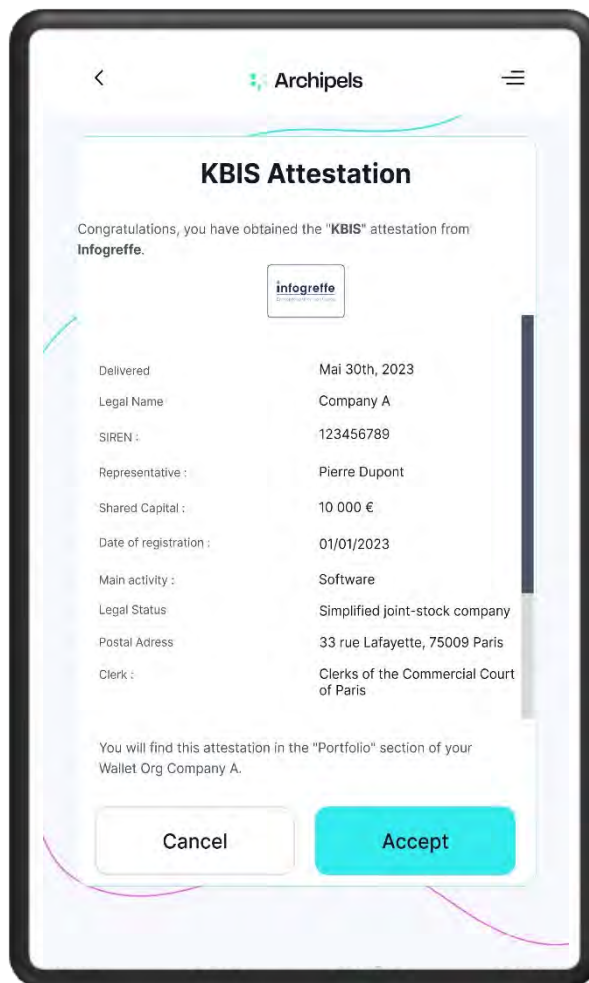 Archipels
KBIS Attestation
Congratulations, you have obtained the "KBIS" attestation from
Infogreffe.
infogreffe
Delivered Mai 30th, 2023
Legal Name Company A
SIREN : 123456789
Representative : Pierre Dupont
Shared Capital : 10 000 €
Date of registration : 01/01/2023
Main activity : Software
Legal Status Simplified joint-stock company
Postal Adress 33 rue Lafayette, 75009 Paris
Clerk : Clerks of the Commercial Court
of Paris
You will find this attestation in the "Portfolio" section of your
Wallet Org Company A.
Cancel Accept